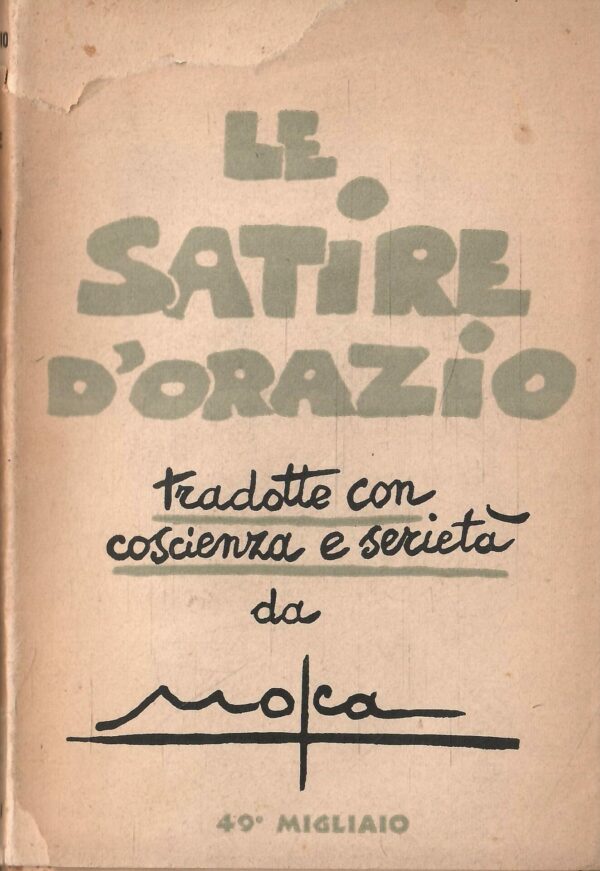 LE
SATIRE
D'ORAZIO
tradotte con
coscienza e serietà
da
Mosca
49° MIGLIAIO